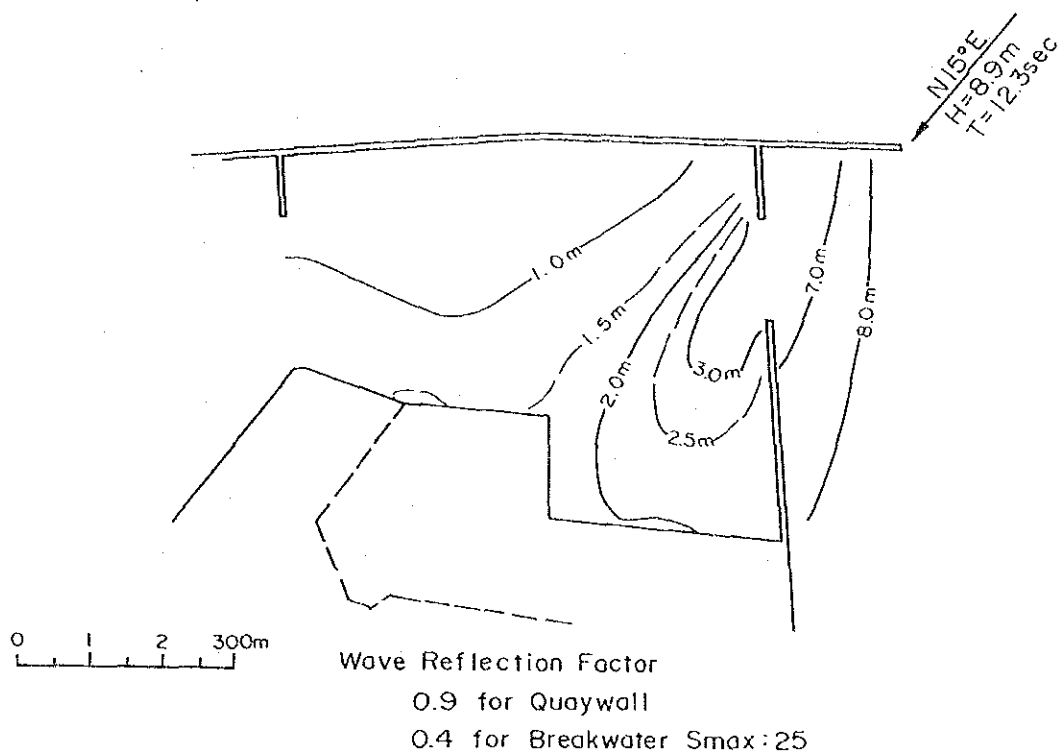 N15°E
H=8.9m
T=12.3sec
1.0m
1.5m
2.0m
2.5m
3.0m
7.0m
8.0m
0 1 2 300m
Wave Reflection Factor
0.9 for Quaywall
0.4 for Breakwater Smax:25